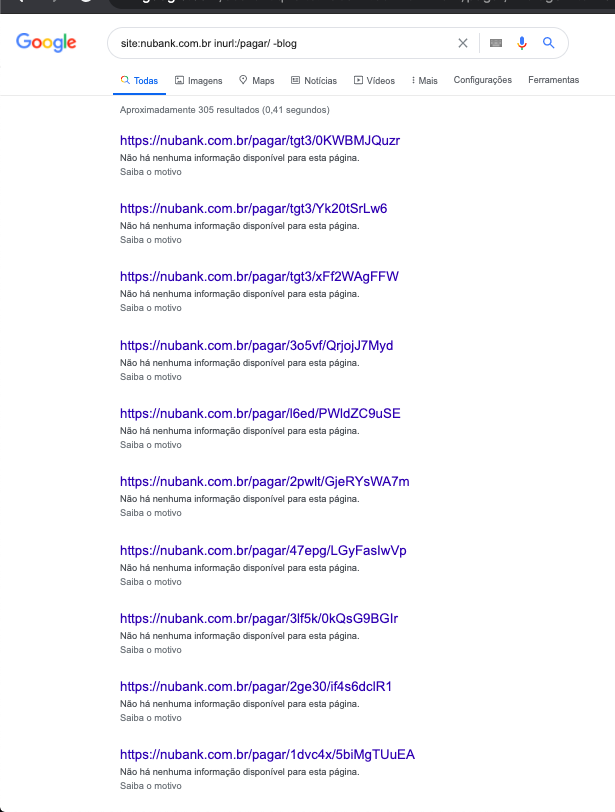 Google
site:nubank.com.br inurl:/pagar/ -blog
Todas Imagens Maps Notícias Vídeos Mais Configurações Ferramentas
Aproximadamente 305 resultados (0,41 segundos)
https://nubank.com.br/pagar/tgt3/0KWBMJQuzr
Não há nenhuma informação disponível para esta página.
Saiba o motivo
https://nubank.com.br/pagar/tgt3/Yk20tSrLw6
Não há nenhuma informação disponível para esta página.
Saiba o motivo
https://nubank.com.br/pagar/tgt3/xFf2WAgFFW
Não há nenhuma informação disponível para esta página.
Saiba o motivo
https://nubank.com.br/pagar/3o5vf/QrjojJ7Myd
Não há nenhuma informação disponível para esta página.
Saiba o motivo
https://nubank.com.br/pagar/l6ed/PWldZC9uSE
Não há nenhuma informação disponível para esta página.
Saiba o motivo
https://nubank.com.br/pagar/2pwlt/GjeRYsWA7m
Não há nenhuma informação disponível para esta página.
Saiba o motivo
https://nubank.com.br/pagar/47epg/LGyFasIwVp
Não há nenhuma informação disponível para esta página.
Saiba o motivo
https://nubank.com.br/pagar/3lf5k/0kQsG9BGIr
Não há nenhuma informação disponível para esta página.
Saiba o motivo
https://nubank.com.br/pagar/2ge30/if4s6dclR1
Não há nenhuma informação disponível para esta página.
Saiba o motivo
https://nubank.com.br/pagar/1dvc4x/5biMgTUuEA
Não há nenhuma informação disponível para esta página.
Saiba o motivo